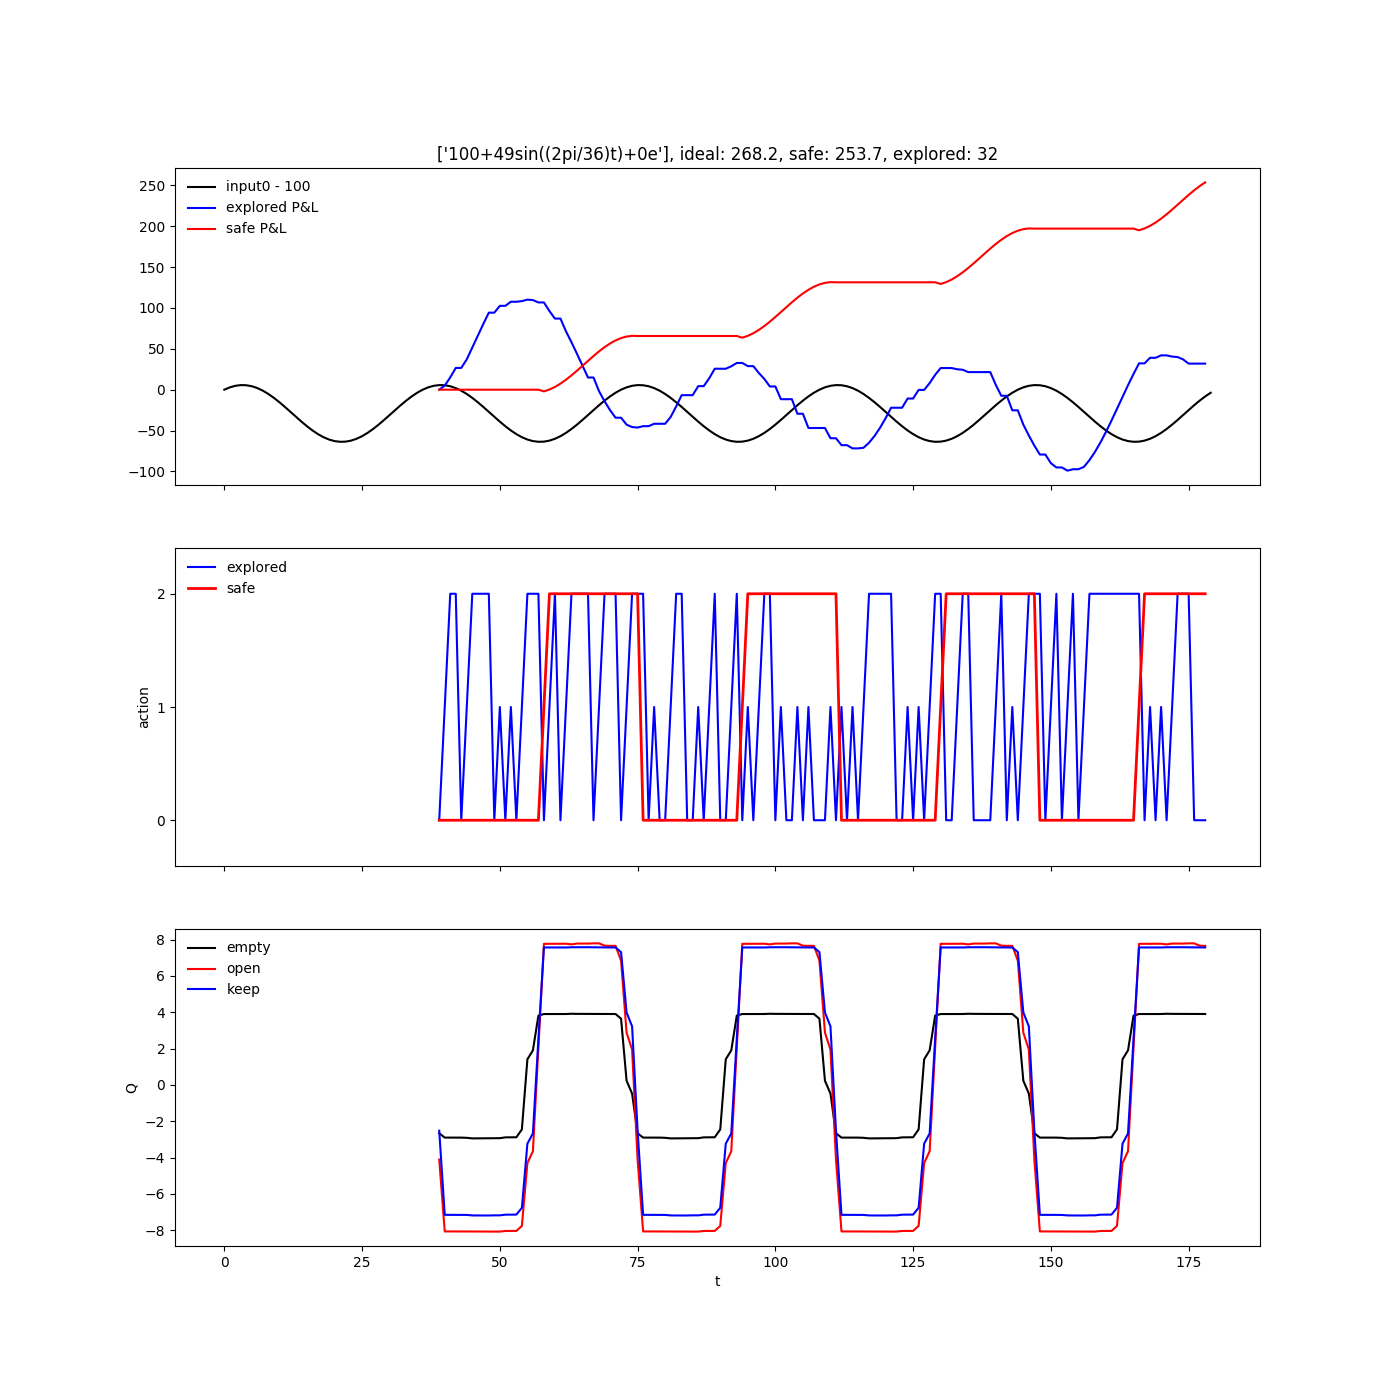 ['100+49sin((2pi/36)t)+0e'], ideal: 268.2, safe: 253.7, explored: 32
250
200
150
100
50
0
−50
−100
input0 - 100
explored P&L
safe P&L
action
2
1
0
explored
safe
Q
8
6
4
2
0
−2
−4
−6
−8
empty
open
keep
0 25 50 75 100 125 150 175
t